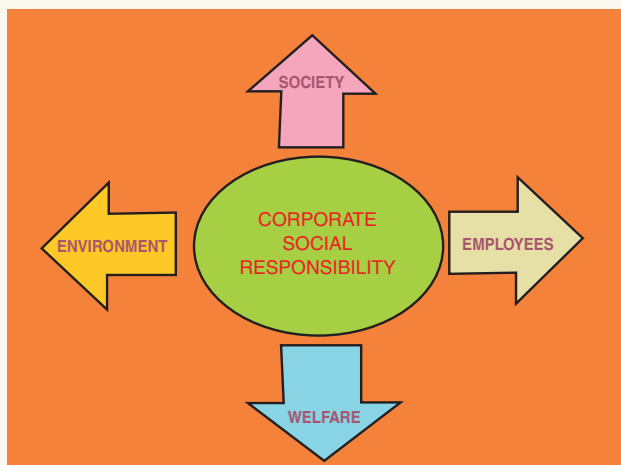 SOCIETY
ENVIRONMENT
CORPORATE
SOCIAL
RESPONSIBILITY
EMPLOYEES
WELFARE